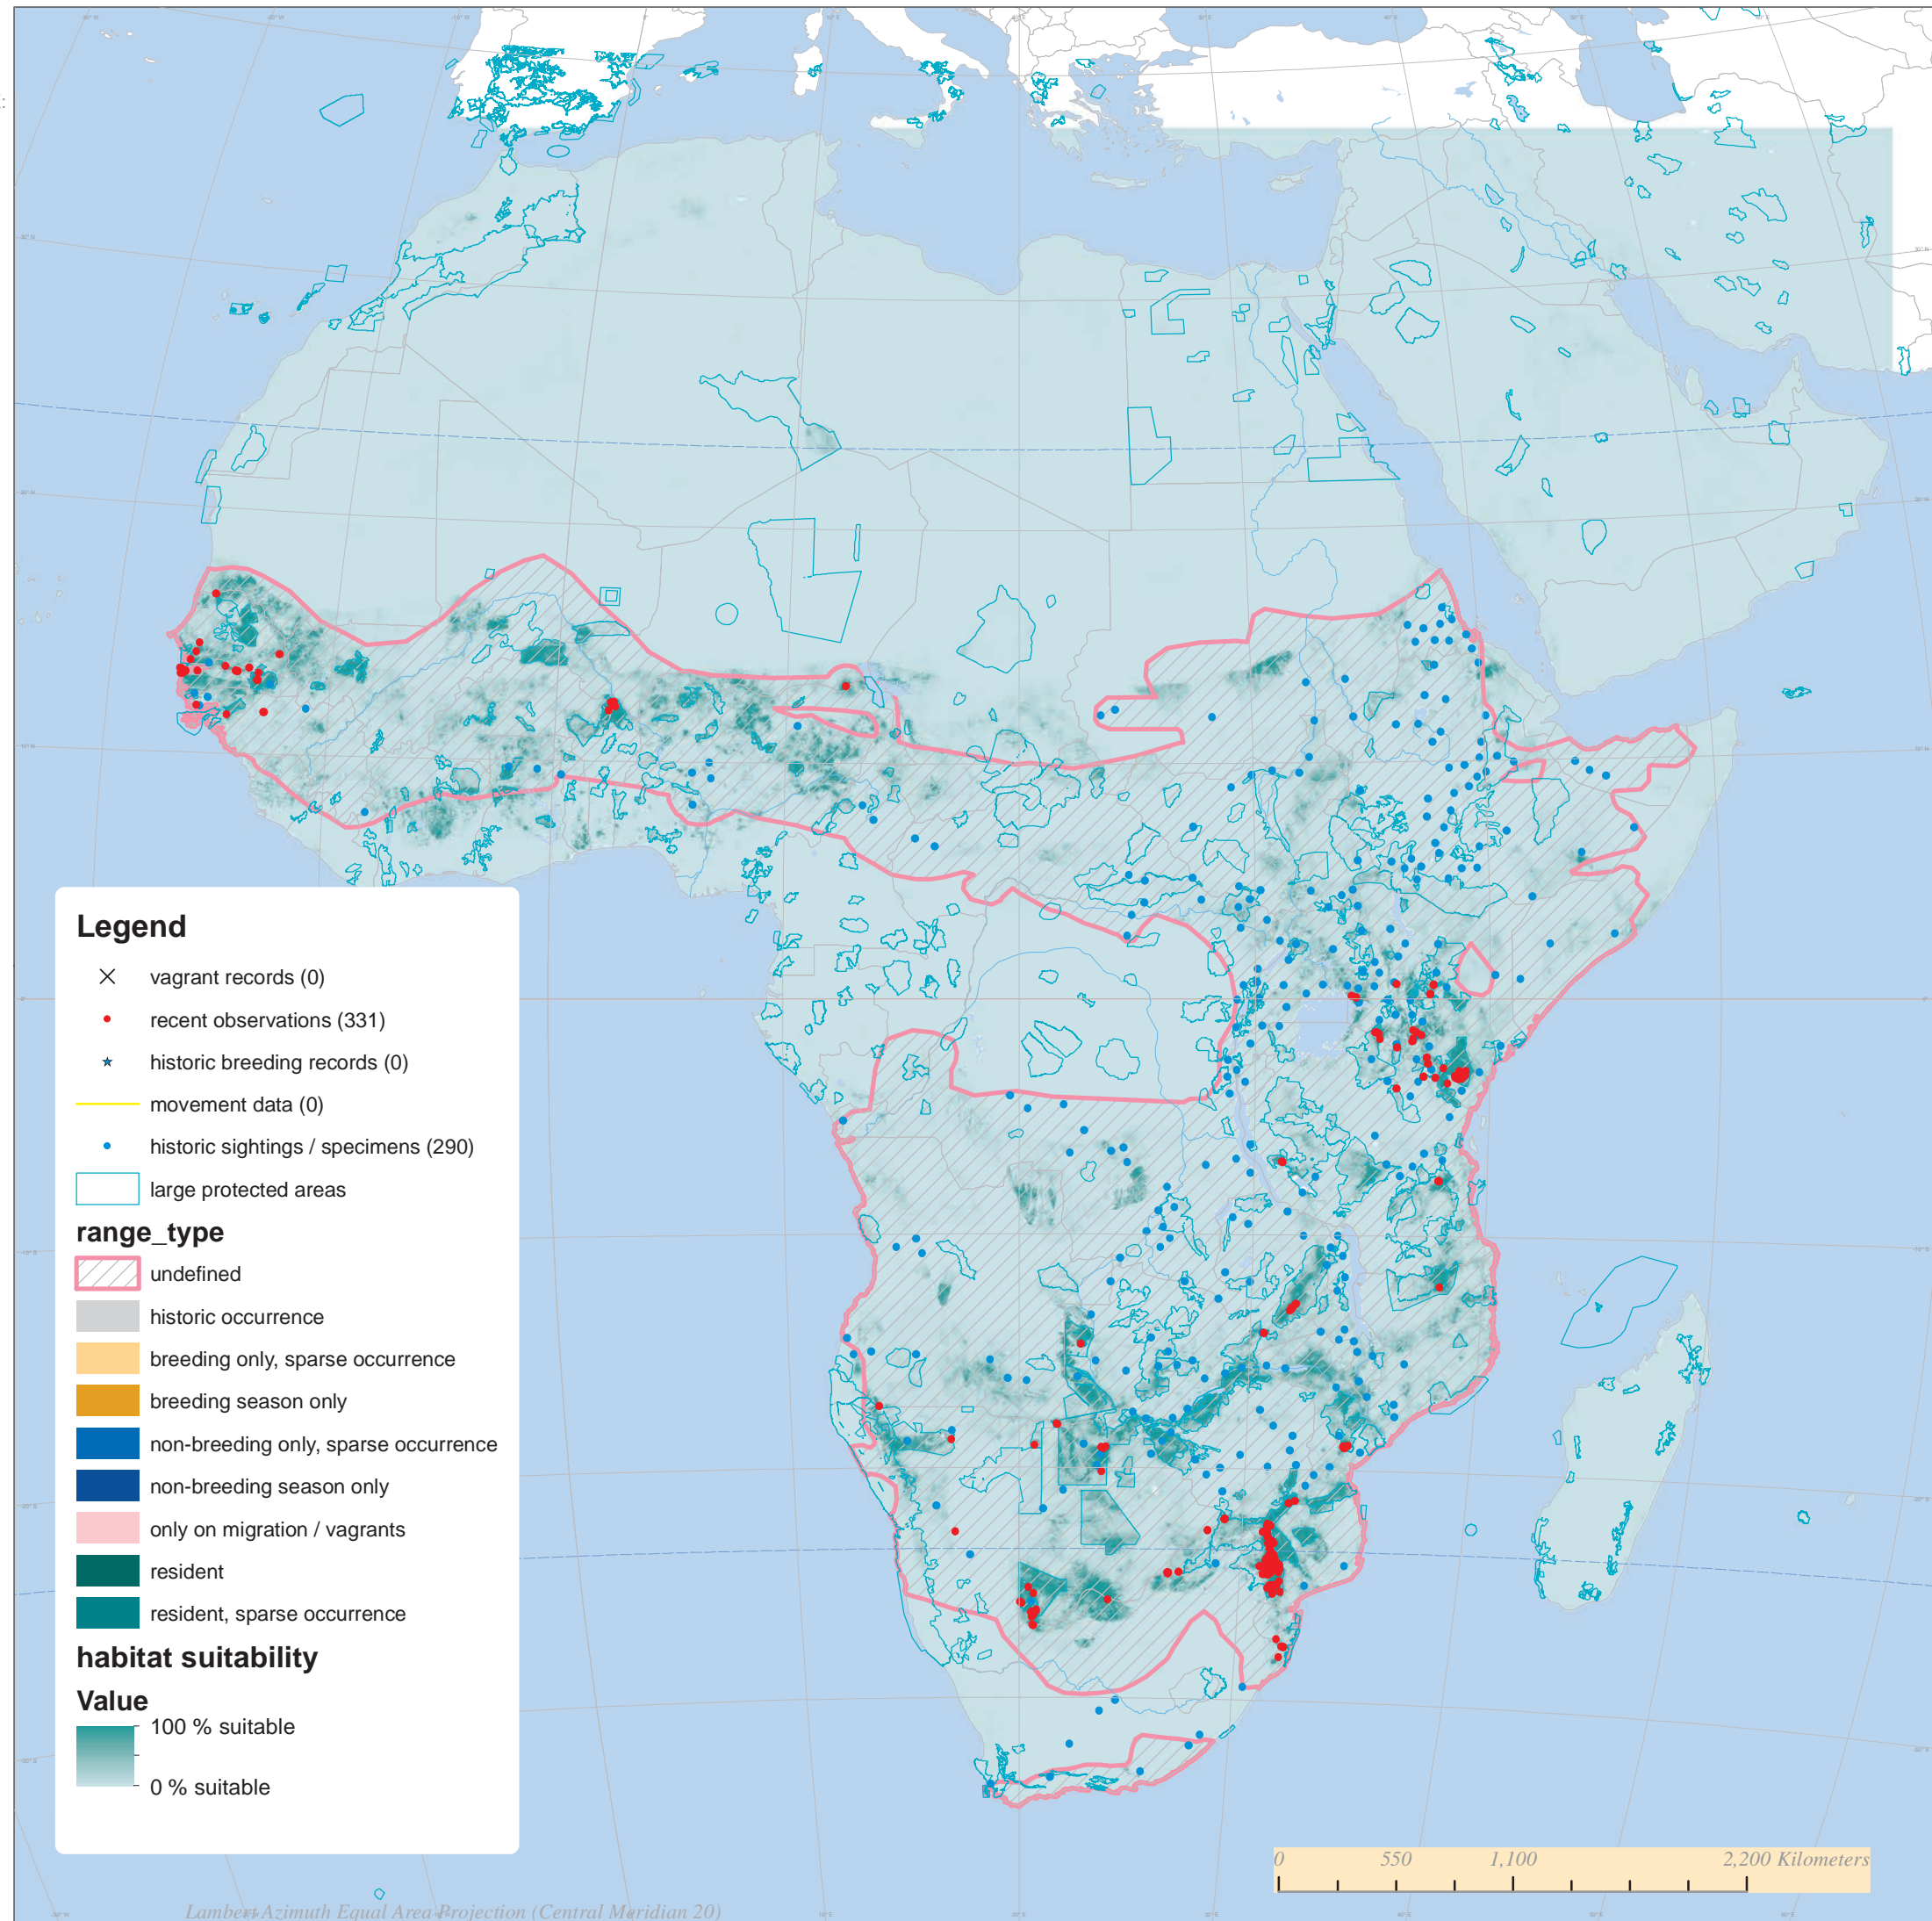 Legend
vagrant records (0)
recent observations (331)
historic breeding records (0)
movement data (0)
historic sightings / specimens (290)
large protected areas
range_type
undefined
historic occurrence
breeding only, sparse occurrence
breeding season only
non-breeding only, sparse occurrence
non-breeding season only
only on migration / vagrants
resident
resident, sparse occurrence
habitat suitability
Value
100 % suitable
0 % suitable
0 550 1,100 2,200 Kilometers
Lambert Azimuth Equal Area Projection (Central Meridian 20)